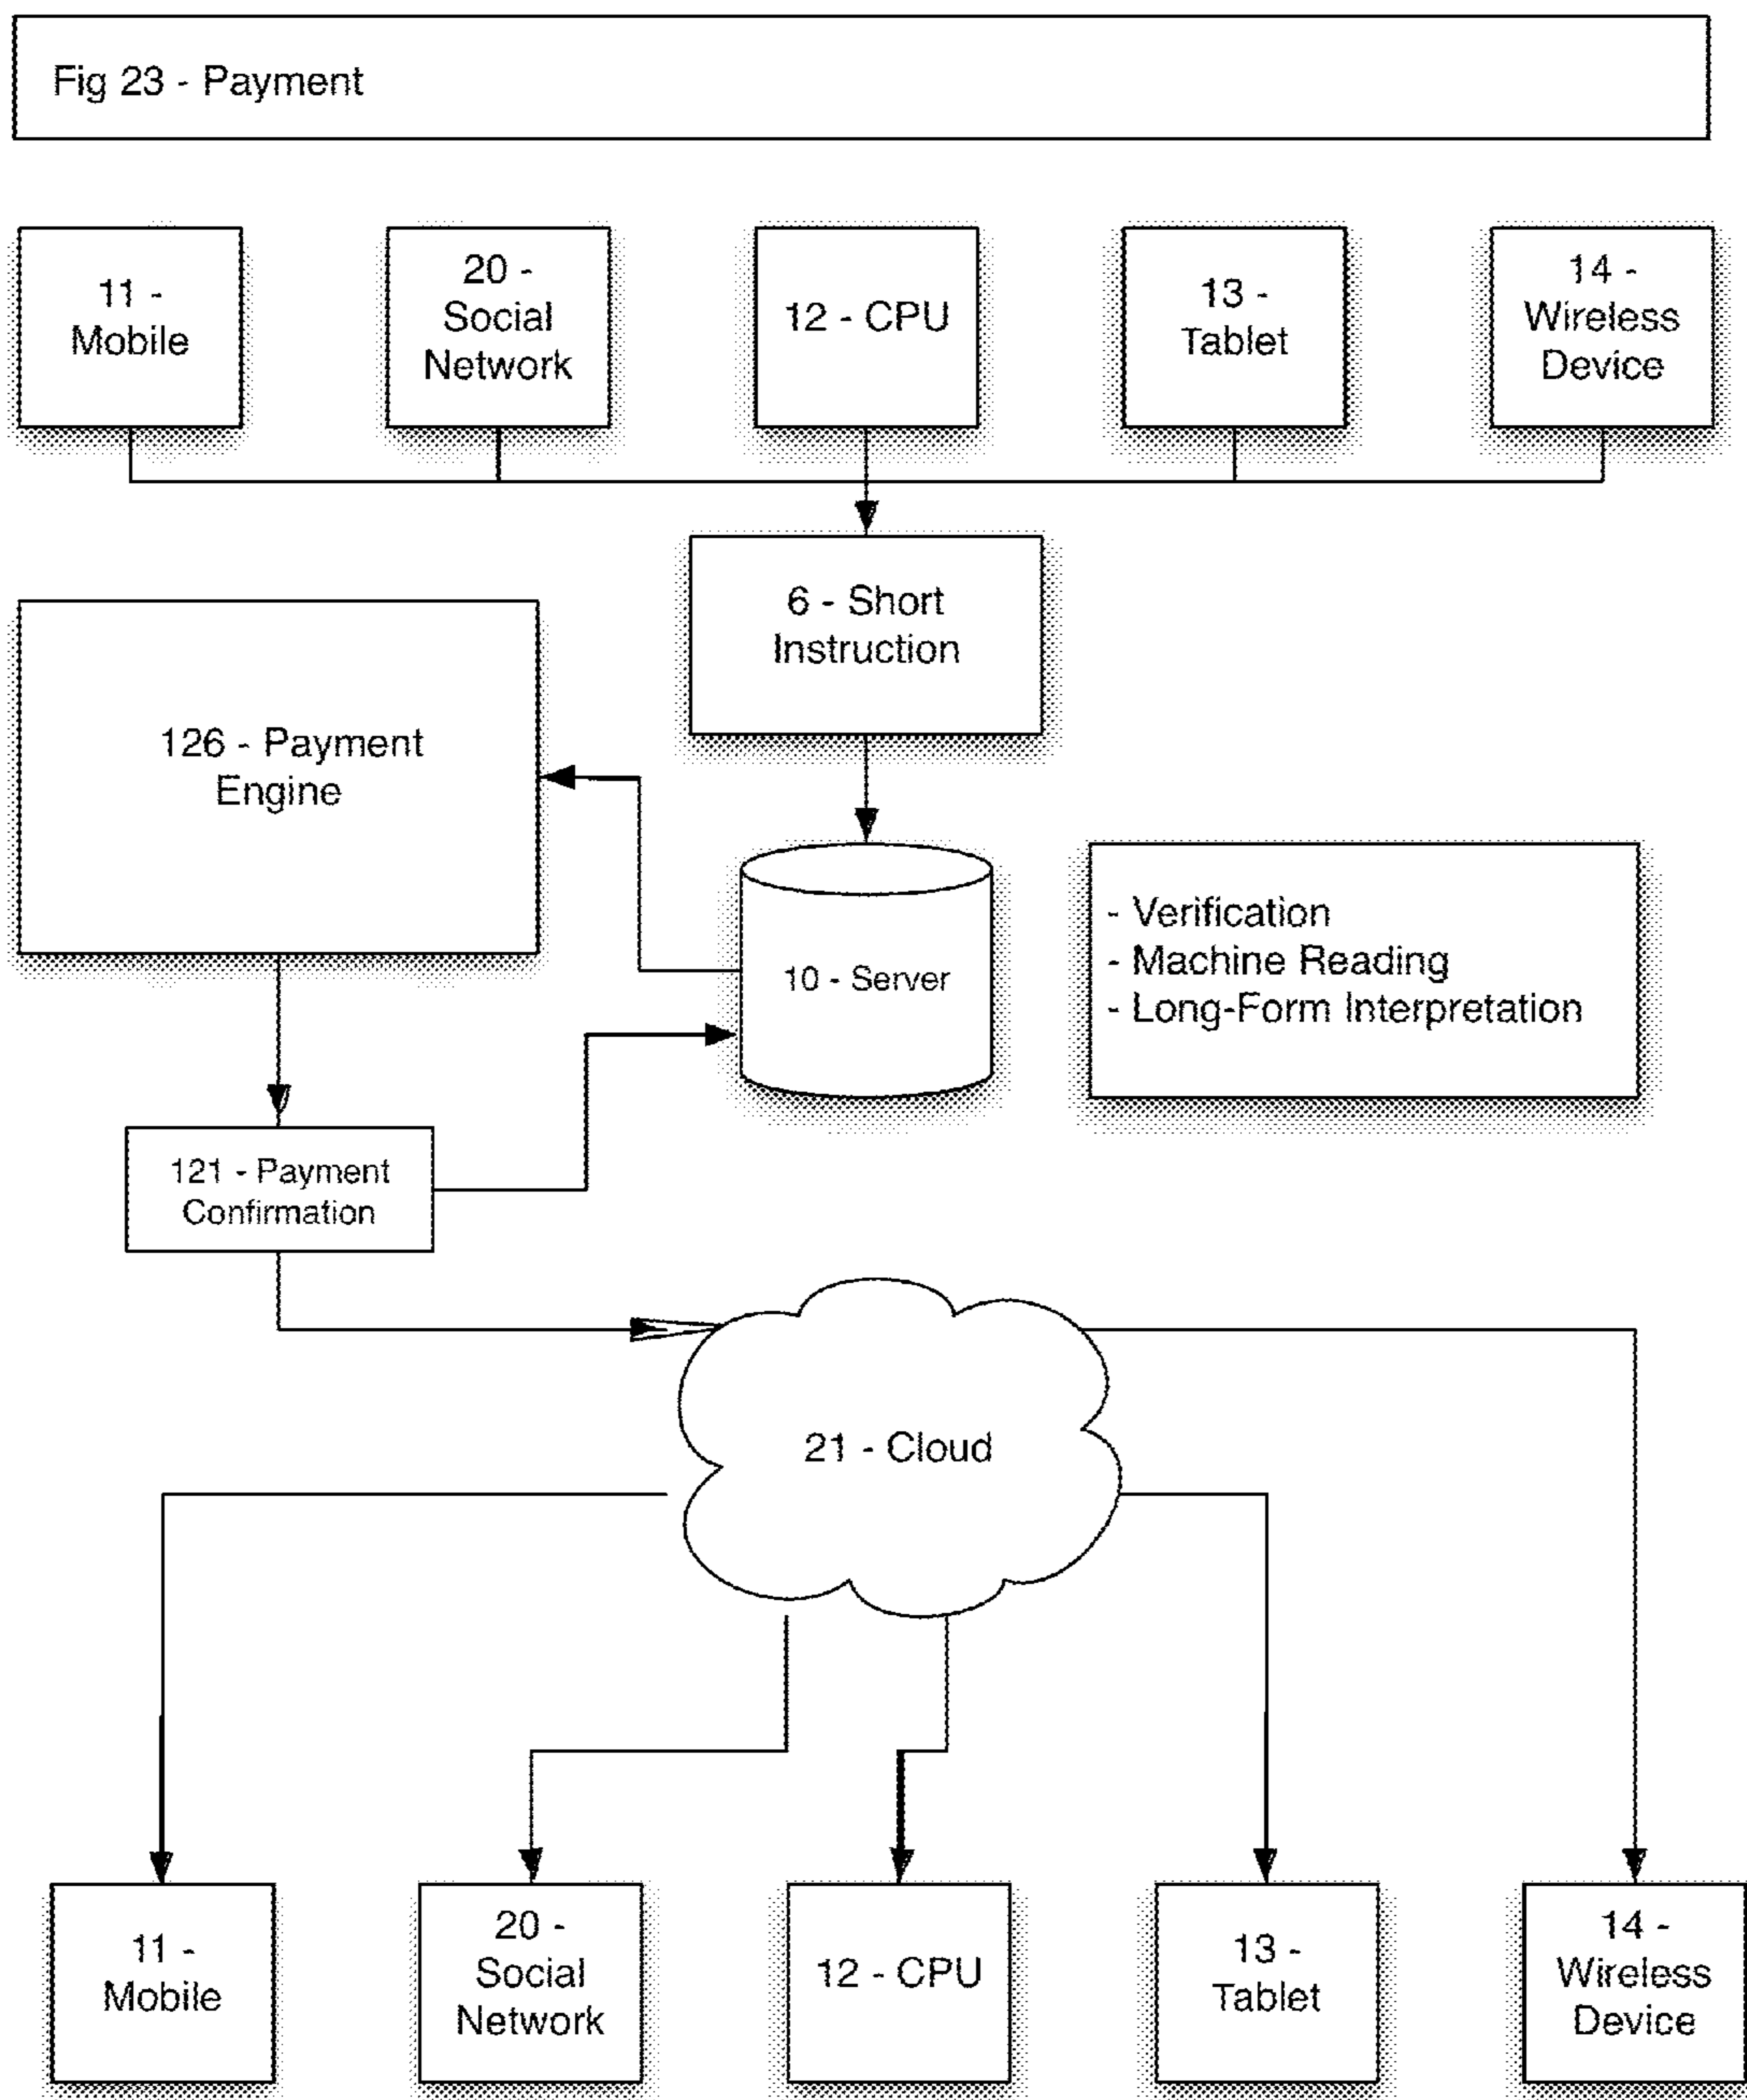 Fig 23 - Payment
11 -
Mobile
20 -
Social
Network
12 - CPU
13 -
Tablet
14 -
Wireless
Device
6 - Short
Instruction
126 - Payment
Engine
10 - Server
- Verification
- Machine Reading
- Long-Form Interpretation
121 - Payment
Confirmation
21 - Cloud
11 -
Mobile
20 -
Social
Network
12 - CPU
13 -
Tablet
14 -
Wireless
Device